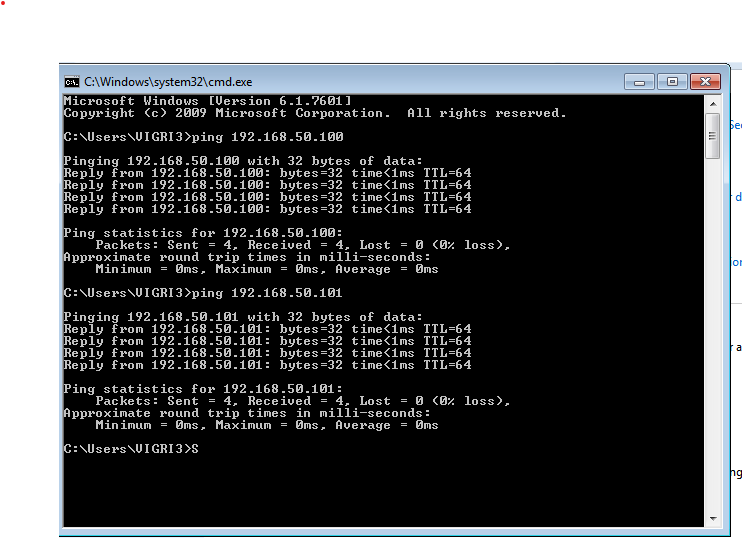 C:\Windows\system32\cmd.exe
Microsoft Windows [Version 6.1.7601]
Copyright (c) 2009 Microsoft Corporation.  All rights reserved.
C:\Users\VIGRI3>ping 192.168.50.100
Pinging 192.168.50.100 with 32 bytes of data:
Reply from 192.168.50.100: bytes=32 time<1ms TTL=64
Reply from 192.168.50.100: bytes=32 time<1ms TTL=64
Reply from 192.168.50.100: bytes=32 time<1ms TTL=64
Reply from 192.168.50.100: bytes=32 time<1ms TTL=64
Ping statistics for 192.168.50.100:
    Packets: Sent = 4, Received = 4, Lost = 0 (0% loss),
Approximate round trip times in milli-seconds:
    Minimum = 0ms, Maximum = 0ms, Average = 0ms
C:\Users\VIGRI3>ping 192.168.50.101
Pinging 192.168.50.101 with 32 bytes of data:
Reply from 192.168.50.101: bytes=32 time<1ms TTL=64
Reply from 192.168.50.101: bytes=32 time<1ms TTL=64
Reply from 192.168.50.101: bytes=32 time<1ms TTL=64
Reply from 192.168.50.101: bytes=32 time<1ms TTL=64
Ping statistics for 192.168.50.101:
    Packets: Sent = 4, Received = 4, Lost = 0 (0% loss),
Approximate round trip times in milli-seconds:
    Minimum = 0ms, Maximum = 0ms, Average = 0ms
C:\Users\VIGRI3>S